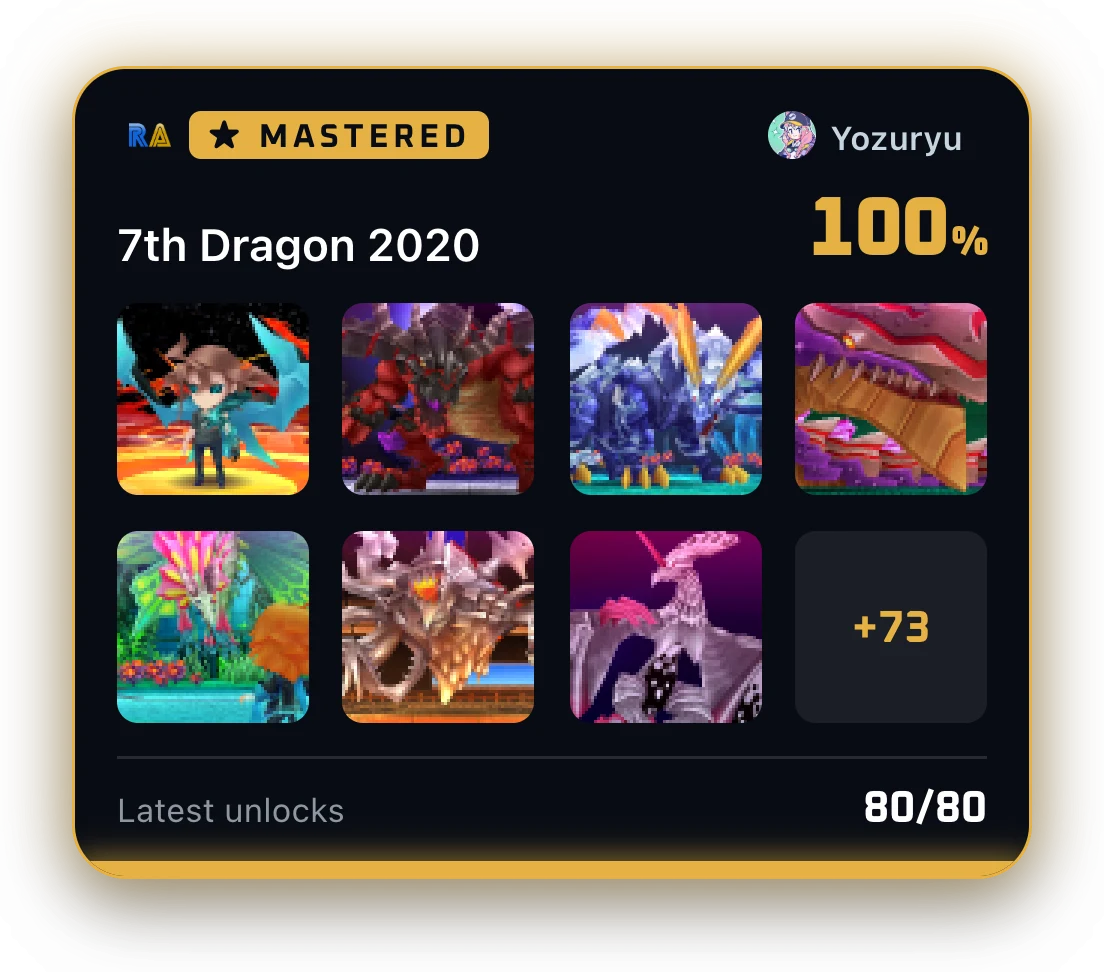 RA ★ MASTERED
Yozuryu
7th Dragon 2020
100%
+73
Latest unlocks
80/80